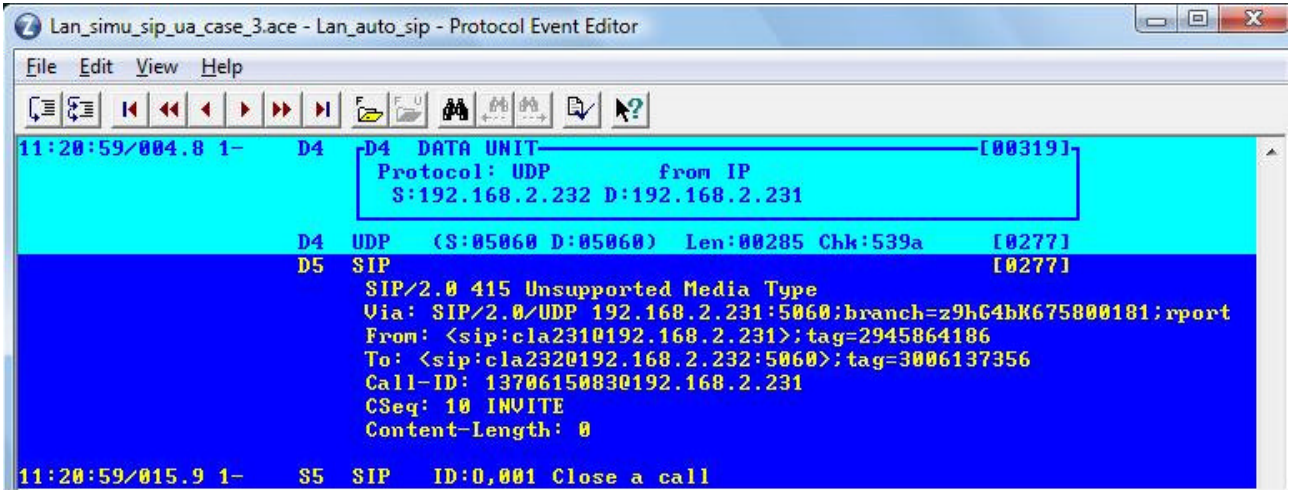 Lan_simu_sip_ua_case_3.ace - Lan_auto_sip - Protocol Event Editor
File Edit View Help
11:20:59/004.8 1- D4 D4 DATA UNIT [00319]
Protocol: UDP from IP
S:192.168.2.232 D:192.168.2.231
D4 UDP (S:05060 D:05060) Len:00285 Chk:539a [0277]
D5 SIP [0277]
SIP/2.0 415 Unsupported Media Type
Via: SIP/2.0/UDP 192.168.2.231:5060;branch=z9hG4bK675800181;rport
From: <sip:cla231@192.168.2.231>;tag=2945864186
To: <sip:cla232@192.168.2.232:5060>;tag=3006137356
Call-ID: 1370615083@192.168.2.231
CSeq: 10 INVITE
Content-Length: 0
11:20:59/015.9 1- S5 SIP ID:0,001 Close a call